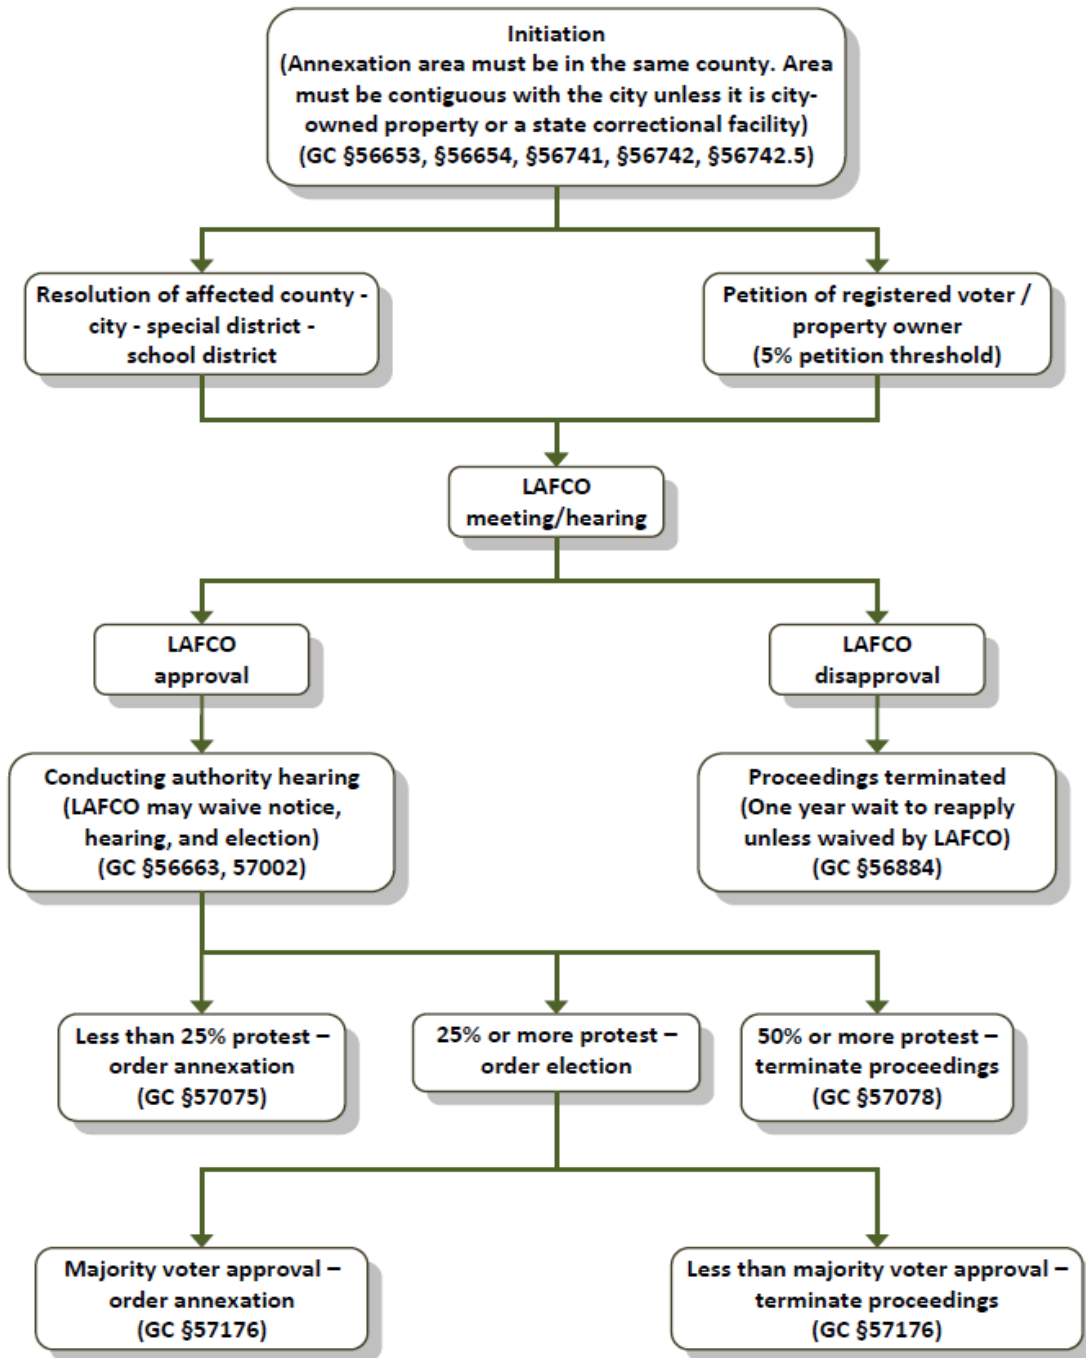 Initiation
(Annexation area must be in the same county. Area
must be contiguous with the city unless it is city-
owned property or a state correctional facility)
(GC §56653, §56654, §56741, §56742, §56742.5)
Resolution of affected county -
city - special district -
school district
Petition of registered voter /
property owner
(5% petition threshold)
LAFCO
meeting/hearing
LAFCO
approval
LAFCO
disapproval
Conducting authority hearing
(LAFCO may waive notice,
hearing, and election)
(GC §56663, 57002)
Proceedings terminated
(One year wait to reapply
unless waived by LAFCO)
(GC §56884)
Less than 25% protest –
order annexation
(GC §57075)
25% or more protest –
order election
50% or more protest –
terminate proceedings
(GC §57078)
Majority voter approval –
order annexation
(GC §57176)
Less than majority voter approval –
terminate proceedings
(GC §57176)